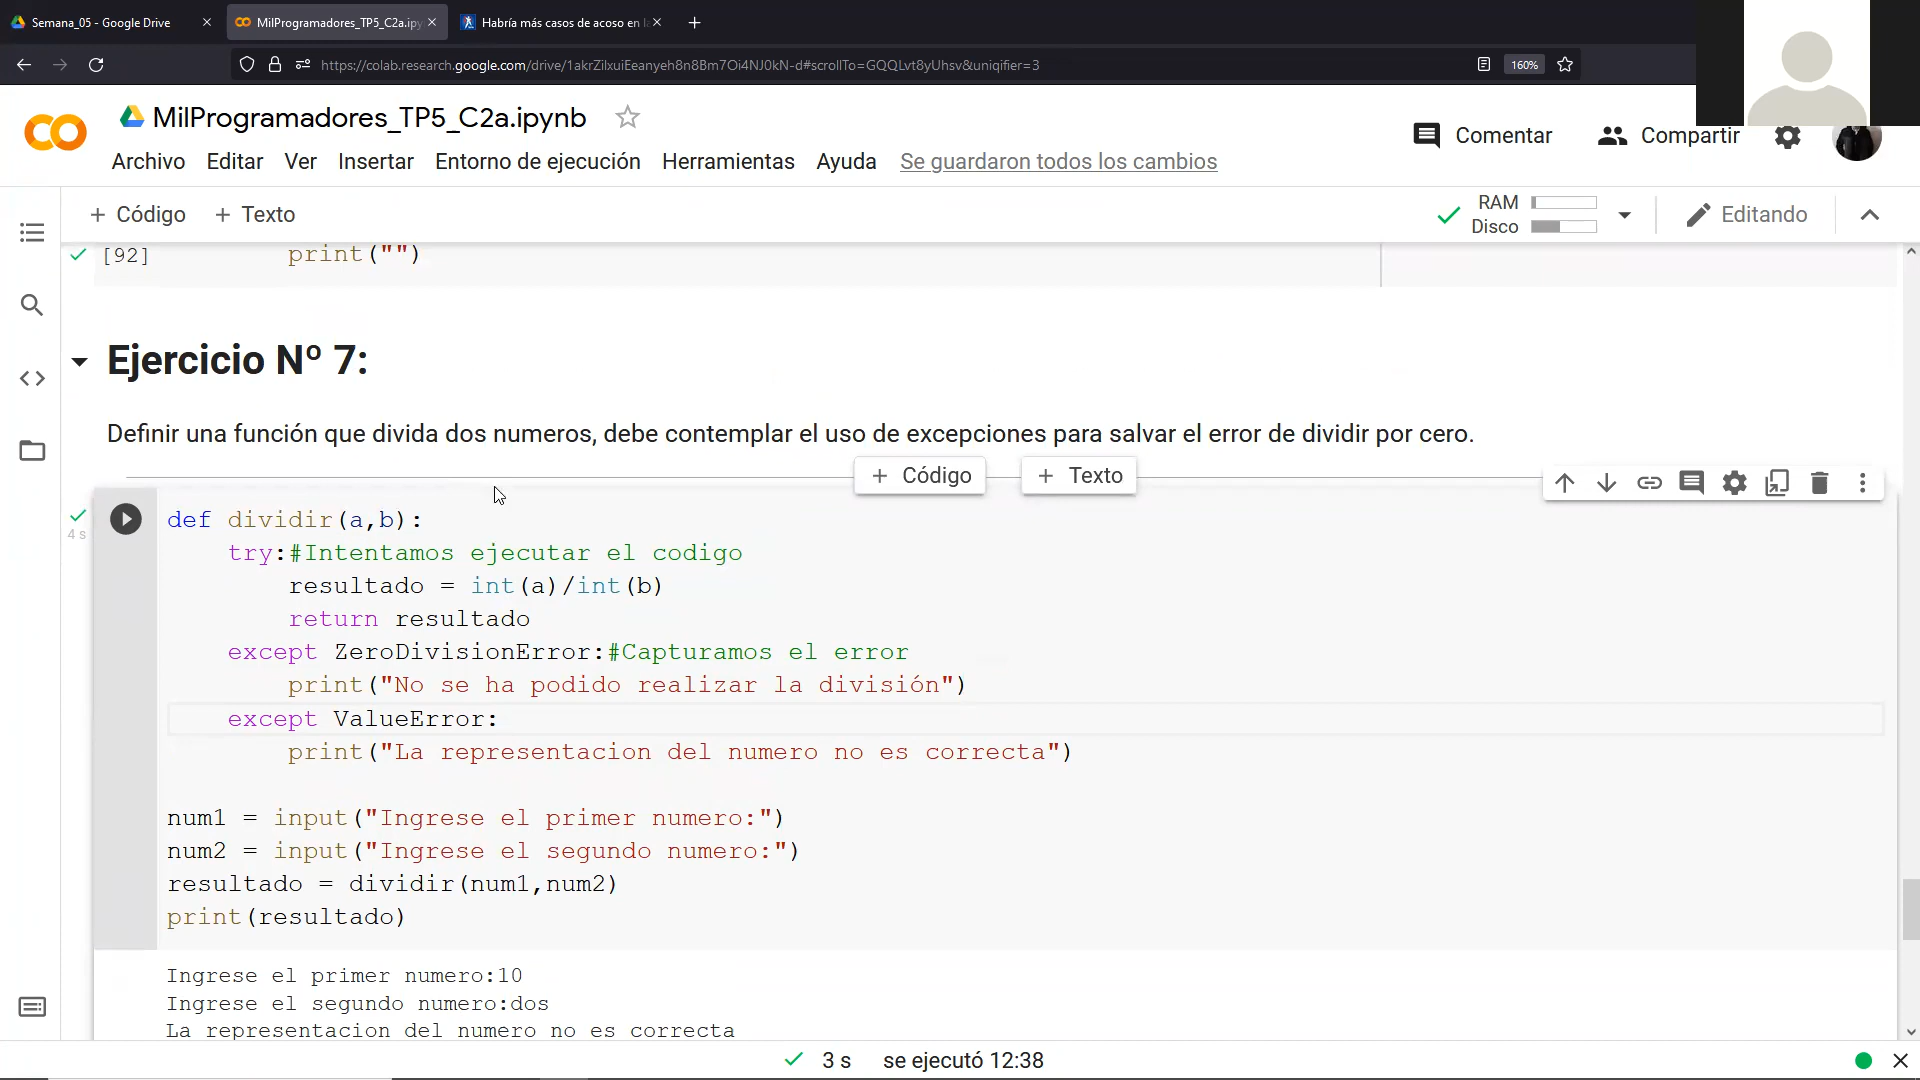 Semana_05 - Google Drive
MilProgramadores_TP5_C2a.ipy
Habría más casos de acoso en
https://colab.research.google.com/drive/1akrZilxuiEeanyeh8n8Bm7Oi4NJ0kN-d#scrollTo=GQQLvt8yUhsv&uniqifier=3
160%
MilProgramadores_TP5_C2a.ipynb
Comentar
Compartir
Archivo Editar Ver Insertar Entorno de ejecución Herramientas Ayuda Se guardaron todos los cambios
+ Código + Texto
RAM
Disco
Editando
[92] print("")
Ejercicio Nº 7:
Definir una función que divida dos numeros, debe contemplar el uso de excepciones para salvar el error de dividir por cero.
+ Código + Texto
4 s
def dividir(a,b):
try:#Intentamos ejecutar el codigo
resultado = int(a)/int(b)
return resultado
except ZeroDivisionError:#Capturamos el error
print("No se ha podido realizar la división")
except ValueError:
print("La representacion del numero no es correcta")
num1 = input("Ingrese el primer numero:")
num2 = input("Ingrese el segundo numero:")
resultado = dividir(num1,num2)
print(resultado)
Ingrese el primer numero:10
Ingrese el segundo numero:dos
La representacion del numero no es correcta
3 s se ejecutó 12:38